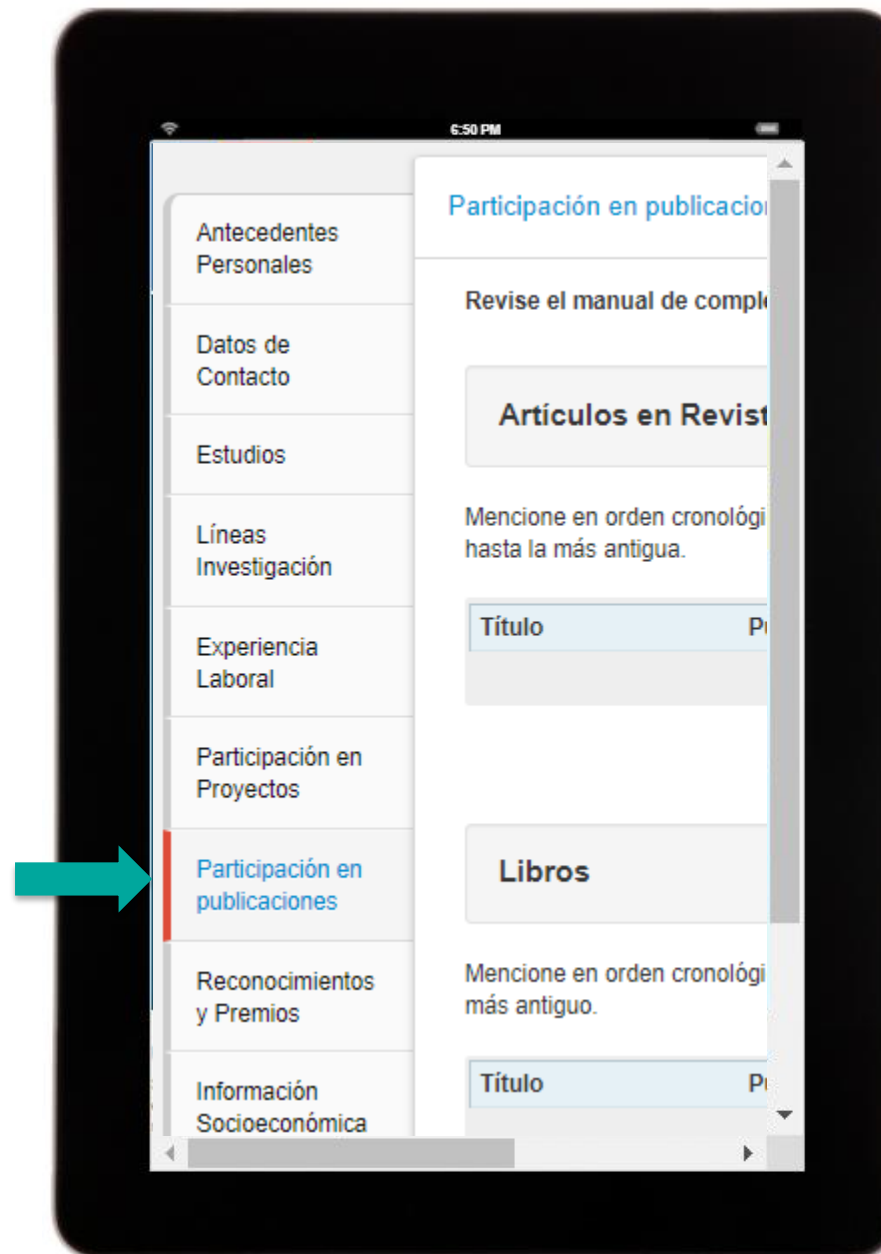 6:50 PM
Antecedentes
Personales
Datos de
Contacto
Estudios
Líneas
Investigación
Experiencia
Laboral
Participación en
Proyectos
Participación en
publicaciones
Reconocimientos
y Premios
Información
Socioeconómica
Participación en publicacion
Revise el manual de comple
Artículos en Revist
Mencione en orden cronológi
hasta la más antigua.
Título
Libros
Mencione en orden cronológi
más antiguo.
Título